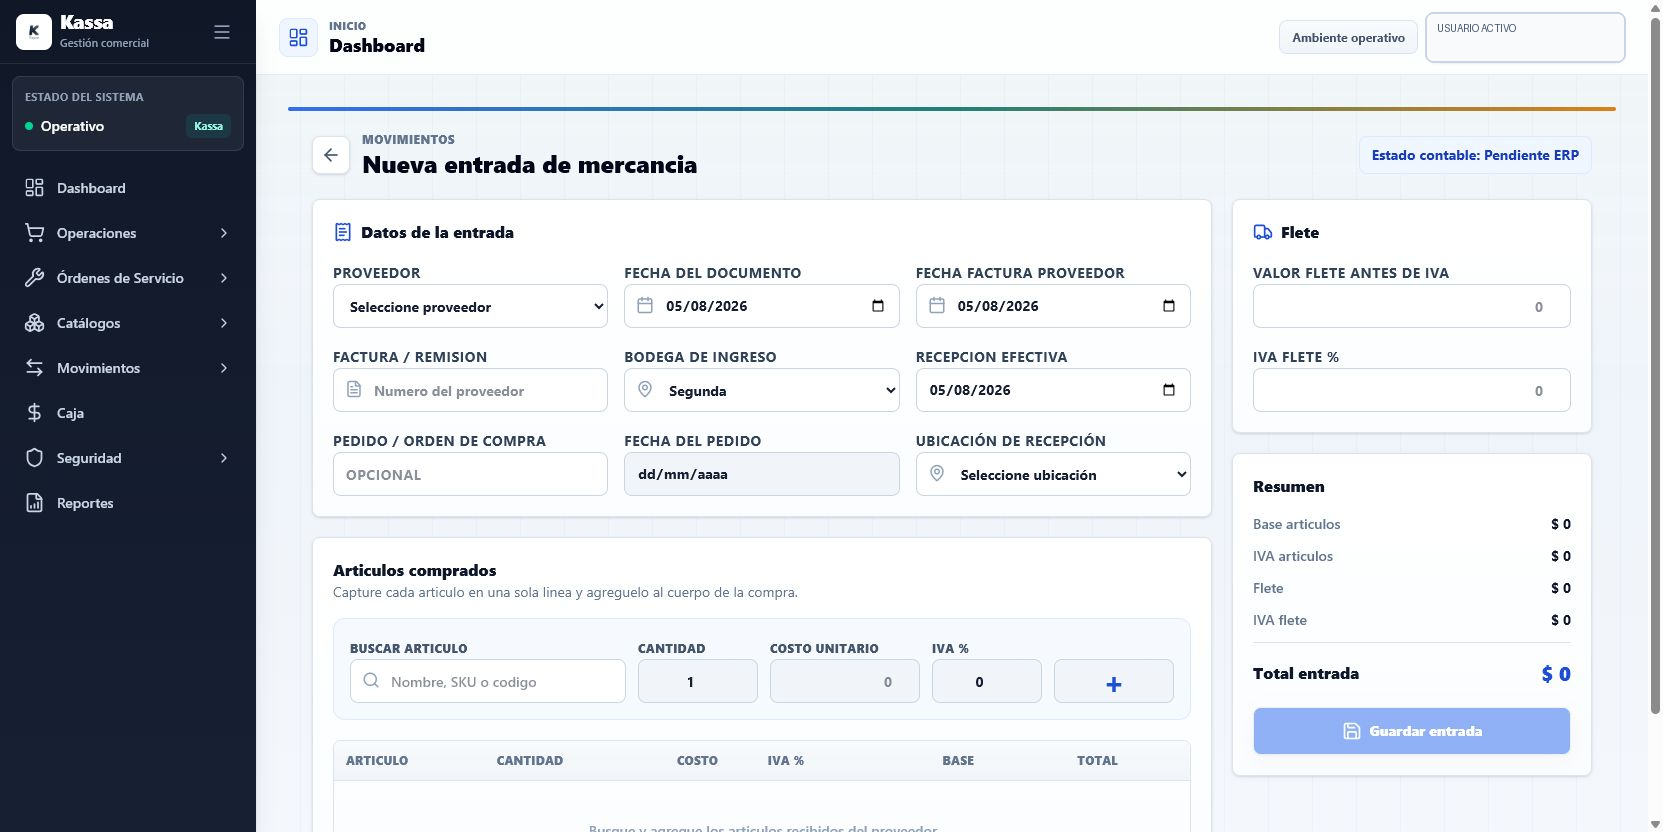 Kassa
Gestión comercial
ESTADO DEL SISTEMA
Operativo
Kassa
Dashboard
Operaciones
Órdenes de Servicio
Catálogos
Movimientos
Caja
Seguridad
Reportes
INICIO
Dashboard
Ambiente operativo
USUARIO ACTIVO
MOVIMIENTOS
Nueva entrada de mercancia
Estado contable: Pendiente ERP
Datos de la entrada
PROVEEDOR
Seleccione proveedor
FECHA DEL DOCUMENTO
05/08/2026
FECHA FACTURA PROVEEDOR
05/08/2026
FACTURA / REMISION
Numero del proveedor
BODEGA DE INGRESO
Segunda
RECEPCION EFECTIVA
05/08/2026
PEDIDO / ORDEN DE COMPRA
OPCIONAL
FECHA DEL PEDIDO
dd/mm/aaaa
UBICACIÓN DE RECEPCIÓN
Seleccione ubicación
Articulos comprados
Capture cada articulo en una sola linea y agreguelo al cuerpo de la compra.
BUSCAR ARTICULO
Nombre, SKU o codigo
CANTIDAD
1
COSTO UNITARIO
0
IVA %
0
+
ARTICULO CANTIDAD COSTO IVA % BASE TOTAL
Busque y agregue los articulos recibidos del proveedor
Flete
VALOR FLETE ANTES DE IVA
0
IVA FLETE %
0
Resumen
Base articulos $ 0
IVA articulos $ 0
Flete $ 0
IVA flete $ 0
Total entrada $ 0
Guardar entrada